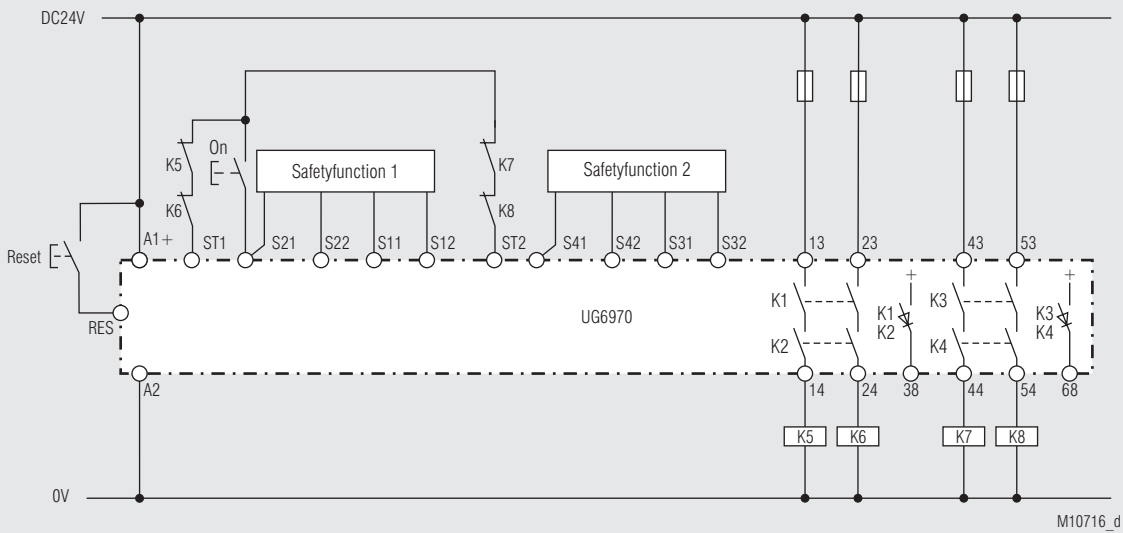 DC24V
On
K5
Safetyfunction 1
K7
Safetyfunction 2
K6
K8
A1+
ST1
S21
S22
S11
S12
ST2
S41
S42
S31
S32
13
23
43
53
Reset
RES
UG6970
K1
K2
+
K1
K2
K3
K4
+
K3
K4
A2
14
24
38
44
54
68
K5
K6
K7
K8
0V
M10716_d